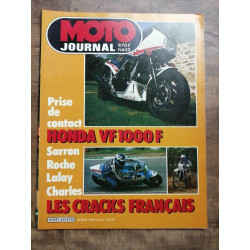 MOTO
JOURNAL
Prise
de
contact
HONDA VF 1000 F
Sarron
Roche
Lalay
Charles
LES CRACKS FRANÇAIS